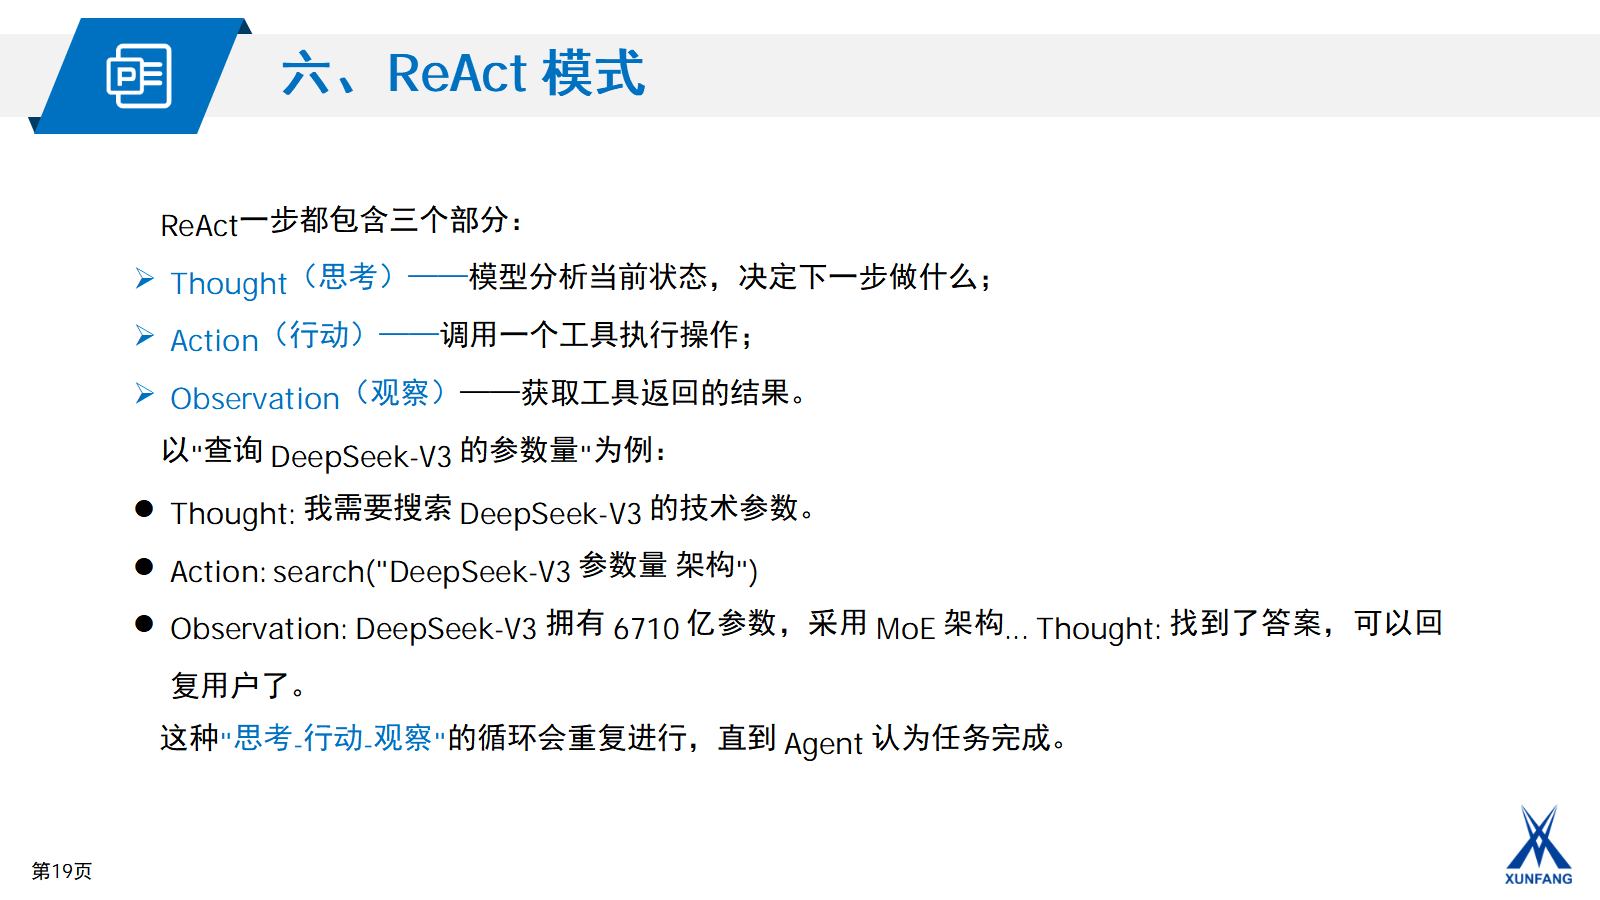 六、ReAct 模式
ReAct一步都包含三个部分：
Thought（思考）——模型分析当前状态，决定下一步做什么；
Action（行动）——调用一个工具执行操作；
Observation（观察）——获取工具返回的结果。
以"查询 DeepSeek-V3 的参数量"为例：
Thought: 我需要搜索 DeepSeek-V3 的技术参数。
Action: search("DeepSeek-V3 参数量 架构")
Observation: DeepSeek-V3 拥有 6710 亿参数，采用 MoE 架构... Thought: 找到了答案，可以回
复用户了。
这种"思考-行动-观察"的循环会重复进行，直到 Agent 认为任务完成。
第19页
XUNFANG